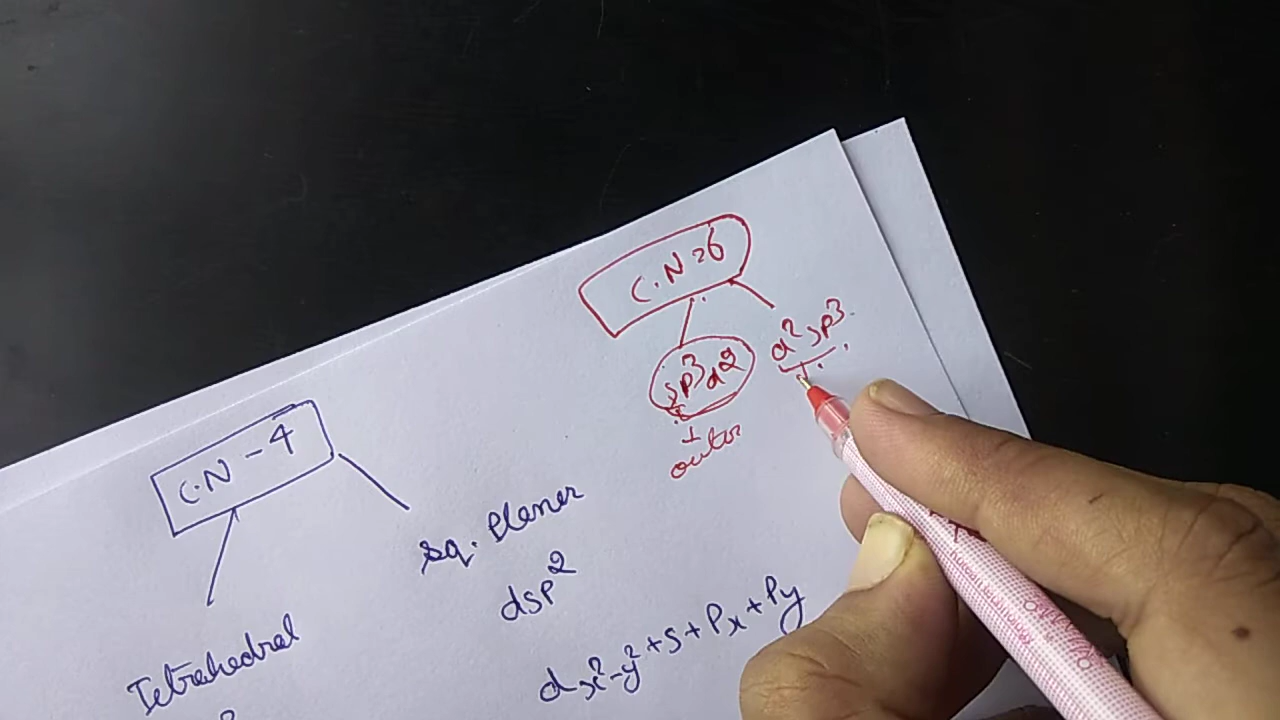 C.N = 6
sp³d²
d²sp³
outer
C.N - 4
sq. Planer
dsp²
Tetrahedral
dx²-y² + s + Px + Py